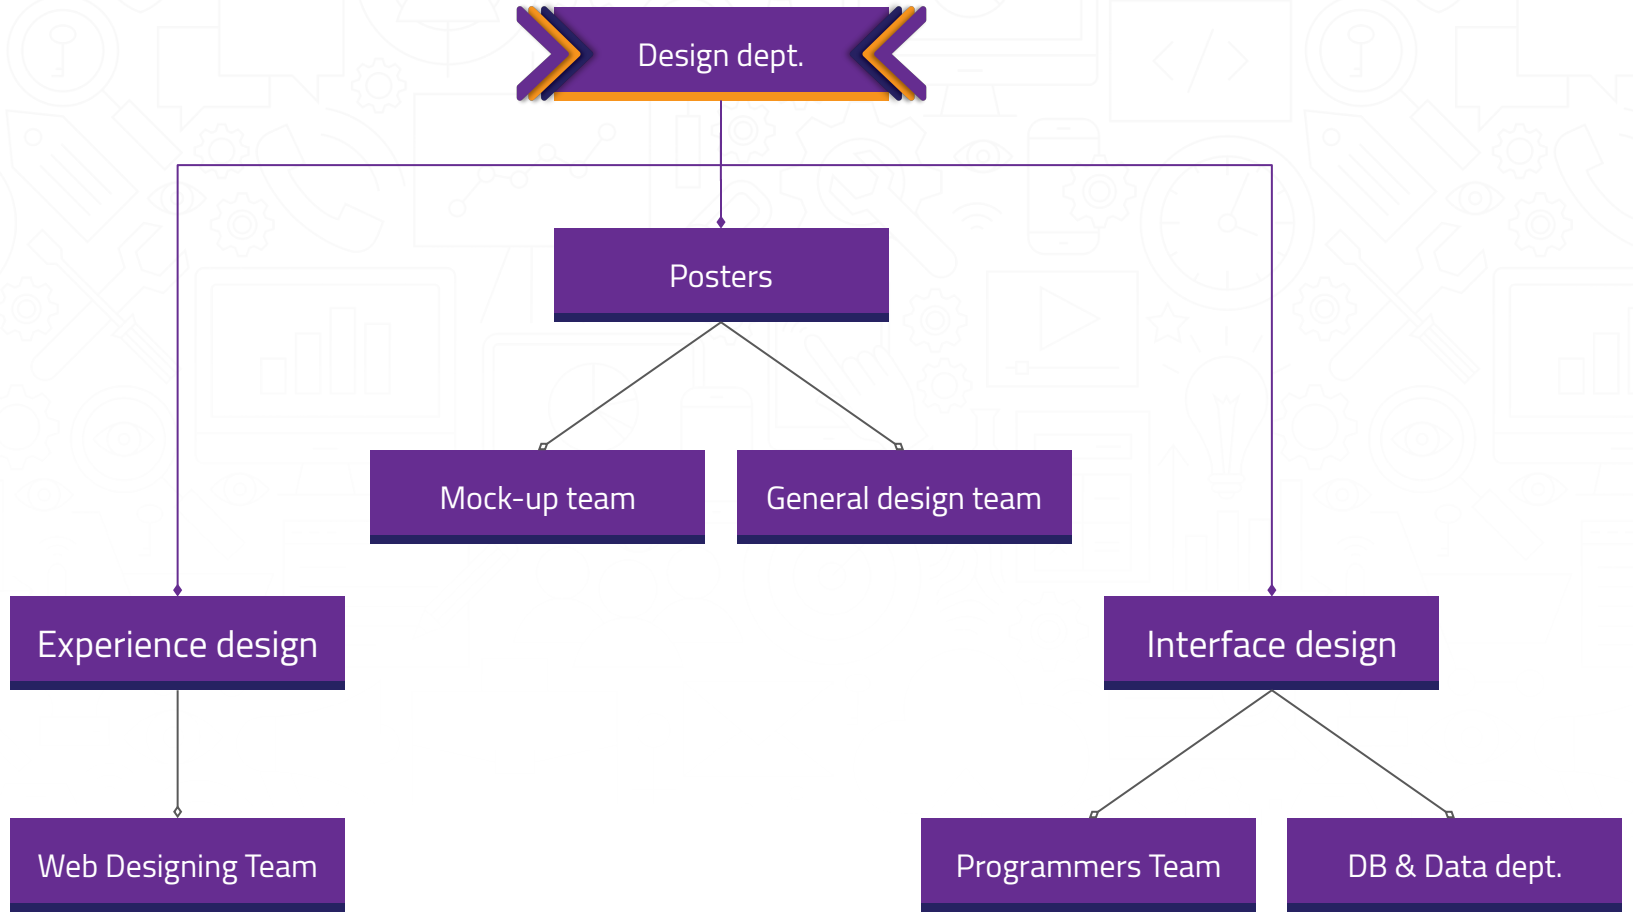 Design dept.
Posters
Mock-up team
General design team
Experience design
Interface design
Web Designing Team
Programmers Team
DB & Data dept.